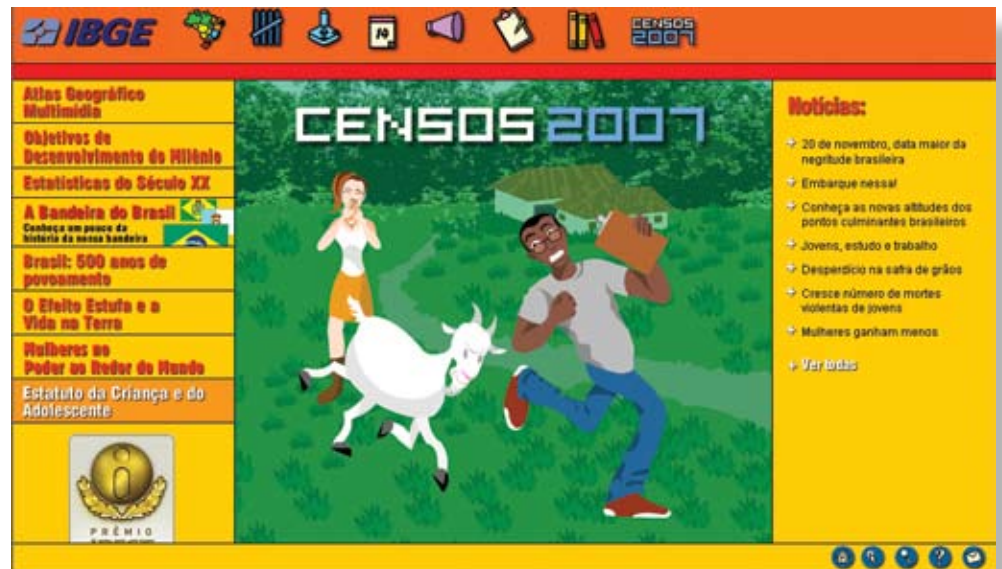 IBGE
14
CENSOS
2007
Atlas Geográfico
Multimídia
Objetivos de
Desenvolvimento do Milênio
Estatísticas do Século XX
A Bandeira do Brasil
Conheça um pouco da
história da nossa bandeira
Brasil: 500 anos de
povoamento
O Efeito Estufa e a
Vida na Terra
Mulheres no
Poder ao Redor do Mundo
Estatuto da Criança e do
Adolescente
PRÊMIO
CENSOS 2007
Notícias:
20 de novembro, data maior da
negritude brasileira
Embarque nessa!
Conheça as novas altitudes dos
pontos culminantes brasileiros
Jovens, estudo e trabalho
Desperdício na safra de grãos
Cresce número de mortes
violentas de jovens
Mulheres ganham menos
Ver todas
?